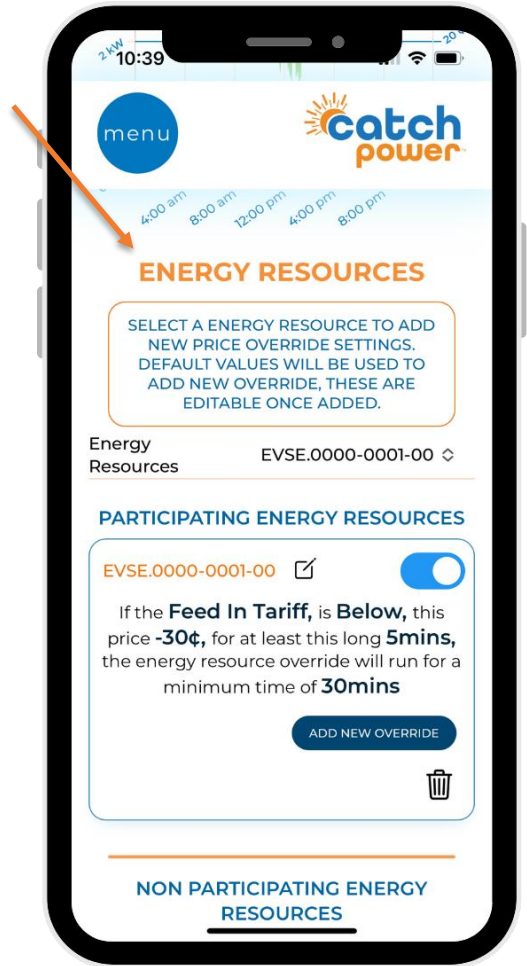 2 kW
20
10:39
menu
catch
power
4:00 am
8:00 am
12:00 pm
4:00 pm
8:00 pm
ENERGY RESOURCES
SELECT A ENERGY RESOURCE TO ADD
NEW PRICE OVERRIDE SETTINGS.
DEFAULT VALUES WILL BE USED TO
ADD NEW OVERRIDE, THESE ARE
EDITABLE ONCE ADDED.
Energy
Resources
EVSE.0000-0001-00
PARTICIPATING ENERGY RESOURCES
EVSE.0000-0001-00
If the Feed In Tariff, is Below, this
price -30¢, for at least this long 5mins,
the energy resource override will run for a
minimum time of 30mins
ADD NEW OVERRIDE
NON PARTICIPATING ENERGY
RESOURCES